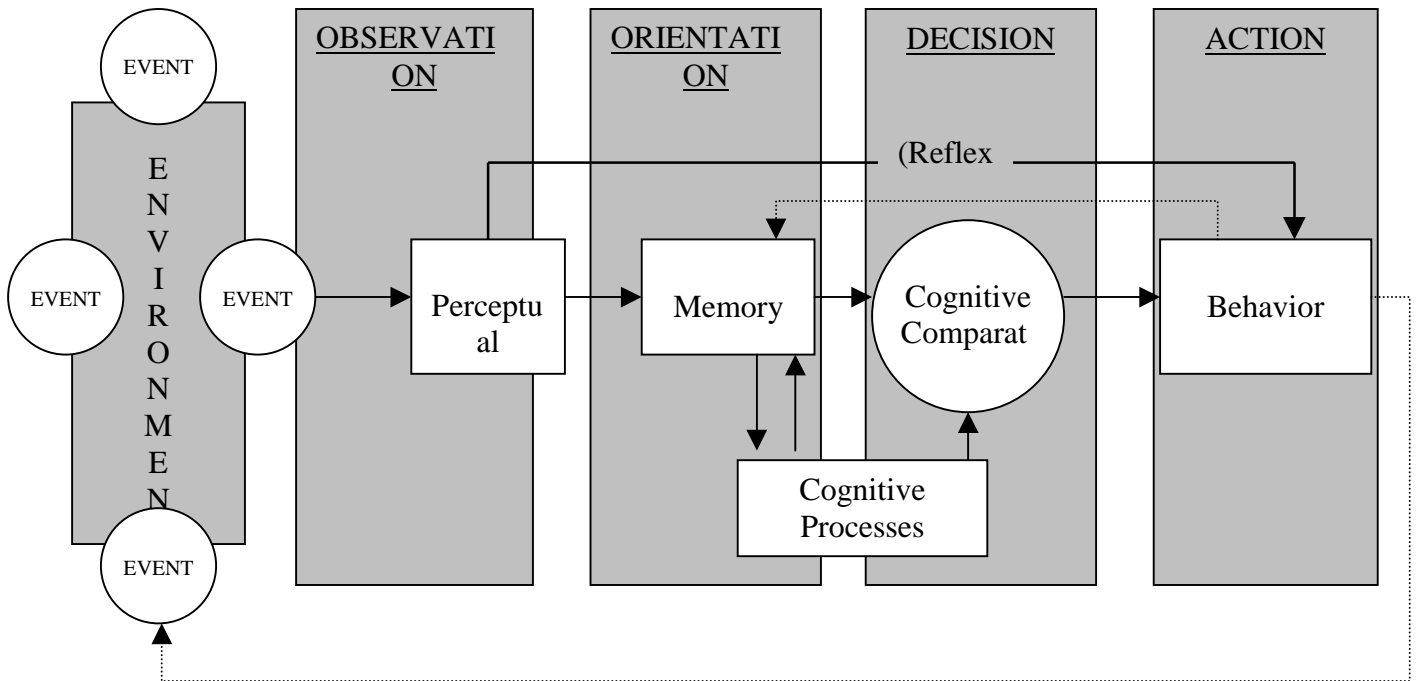 EVENT
E
N
V
I
R
O
N
M
E
N
EVENT
EVENT
EVENT
OBSERVATI
ON
Perceptu
al
ORIENTATI
ON
Memory
DECISION
(Reflex
Cognitive
Comparat
Cognitive
Processes
ACTION
Behavior